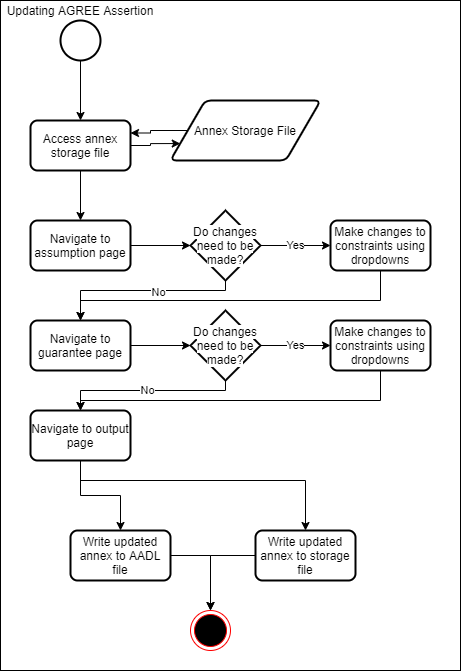 Updating AGREE Assertion
Access annex
storage file
Annex Storage File
Navigate to
assumption page
Do changes
need to be
made?
Yes
Make changes to
constraints using
dropdowns
No
Navigate to
guarantee page
Do changes
need to be
made?
Yes
Make changes to
constraints using
dropdowns
No
Navigate to output
page
Write updated
annex to AADL
file
Write updated
annex to storage
file